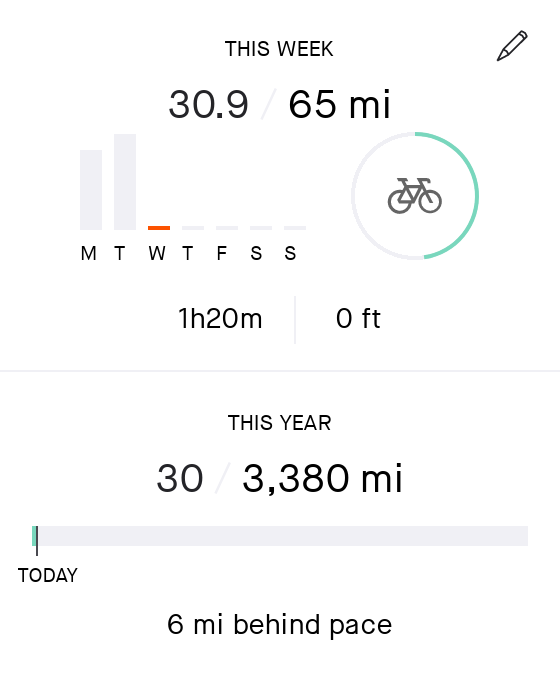 THIS WEEK
30.9 / 65 mi
M T W T F S S
1h20m 0 ft
THIS YEAR
30 / 3,380 mi
TODAY
6 mi behind pace